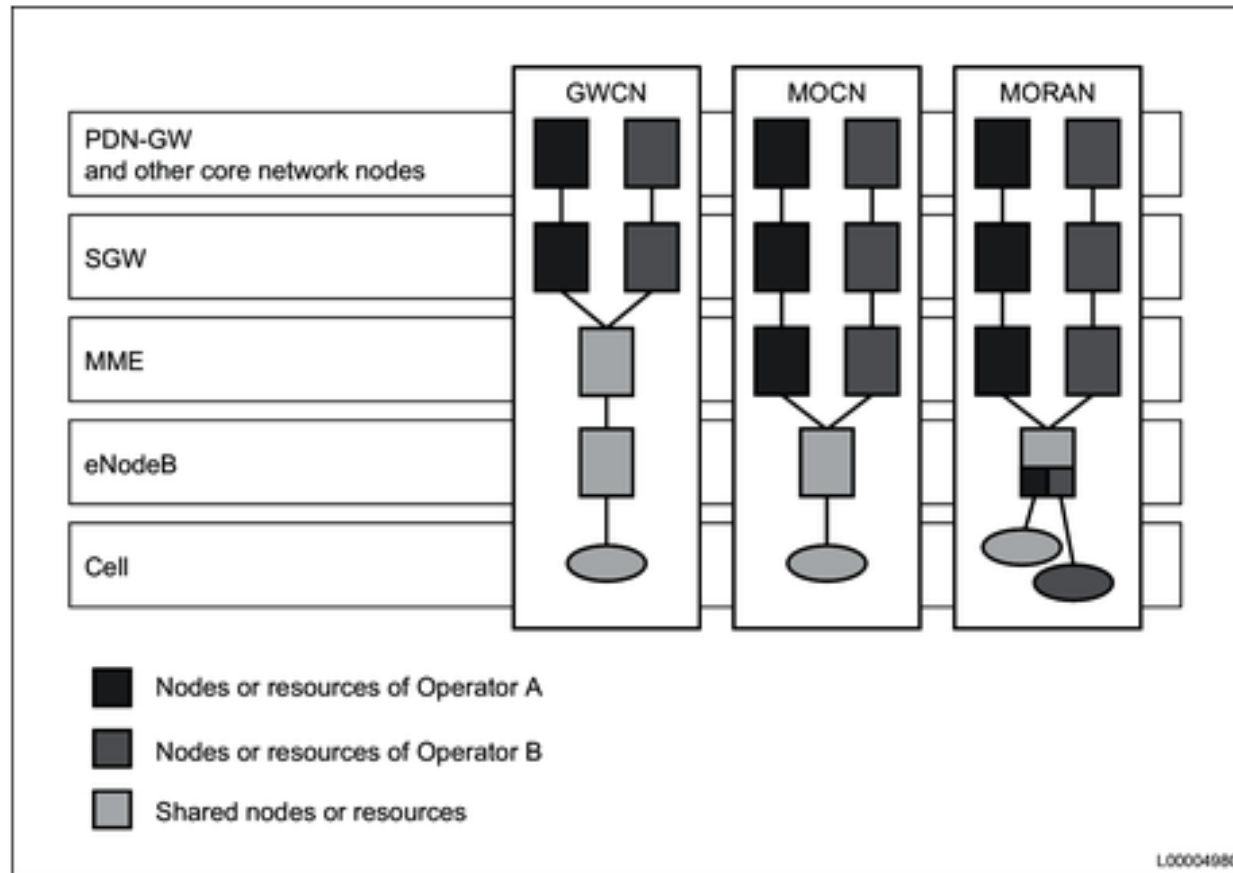 GWCN
MOCN
MORAN
PDN-GW
and other core network nodes
SGW
MME
eNodeB
Cell
Nodes or resources of Operator A
Nodes or resources of Operator B
Shared nodes or resources
L00004980